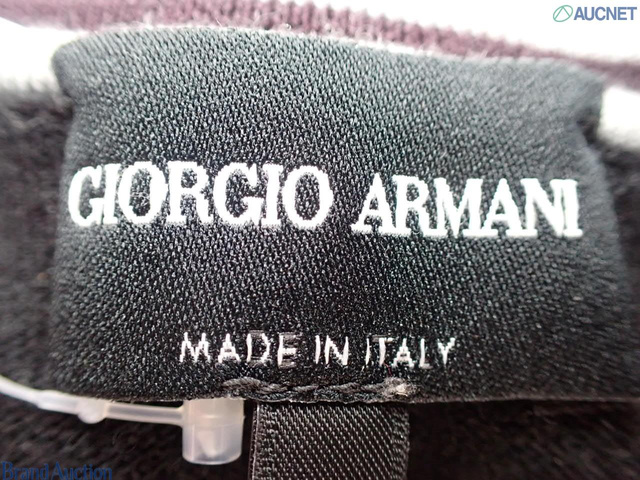 AUCNET
GIORGIO ARMANI
MADE IN ITALY
Brand Auction